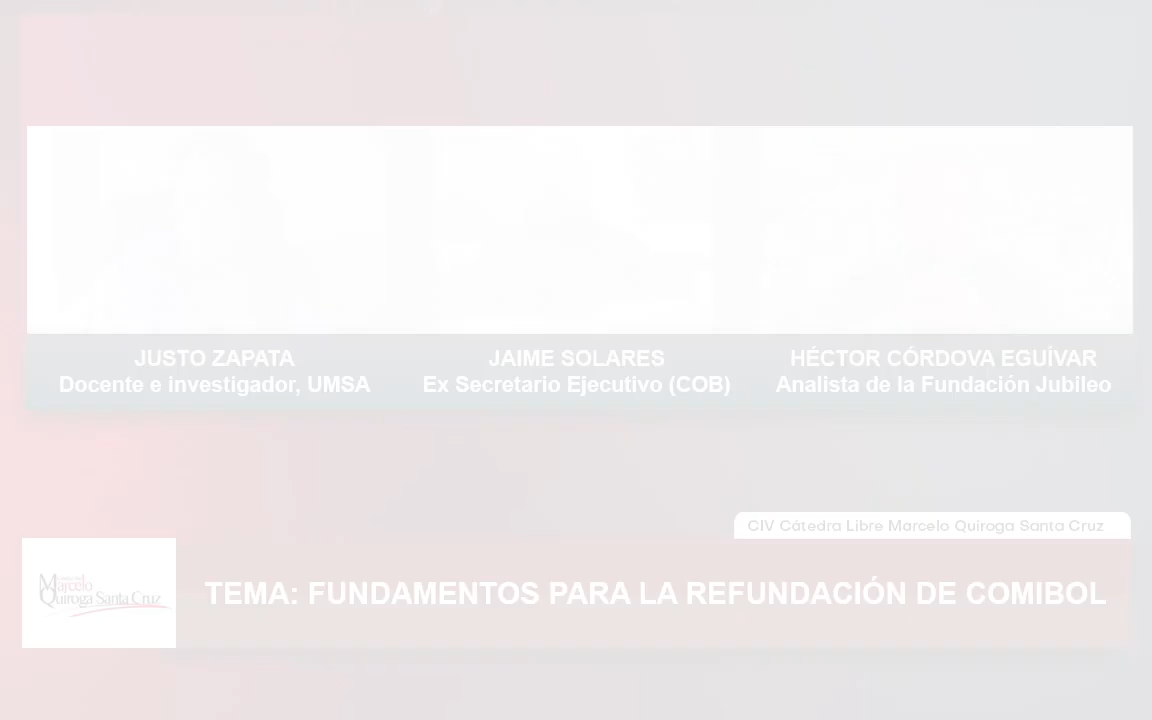 JUSTO ZAPATA
Docente e investigador, UMSA
JAIME SOLARES
Ex Secretario Ejecutivo (COB)
HÉCTOR CÓRDOVA EGUÍVAR
Analista de la Fundación Jubileo
CIV Cátedra Libre Marcelo Quiroga Santa Cruz
Marcelo
Quiroga Santa Cruz
TEMA: FUNDAMENTOS PARA LA REFUNDACIÓN DE COMIBOL